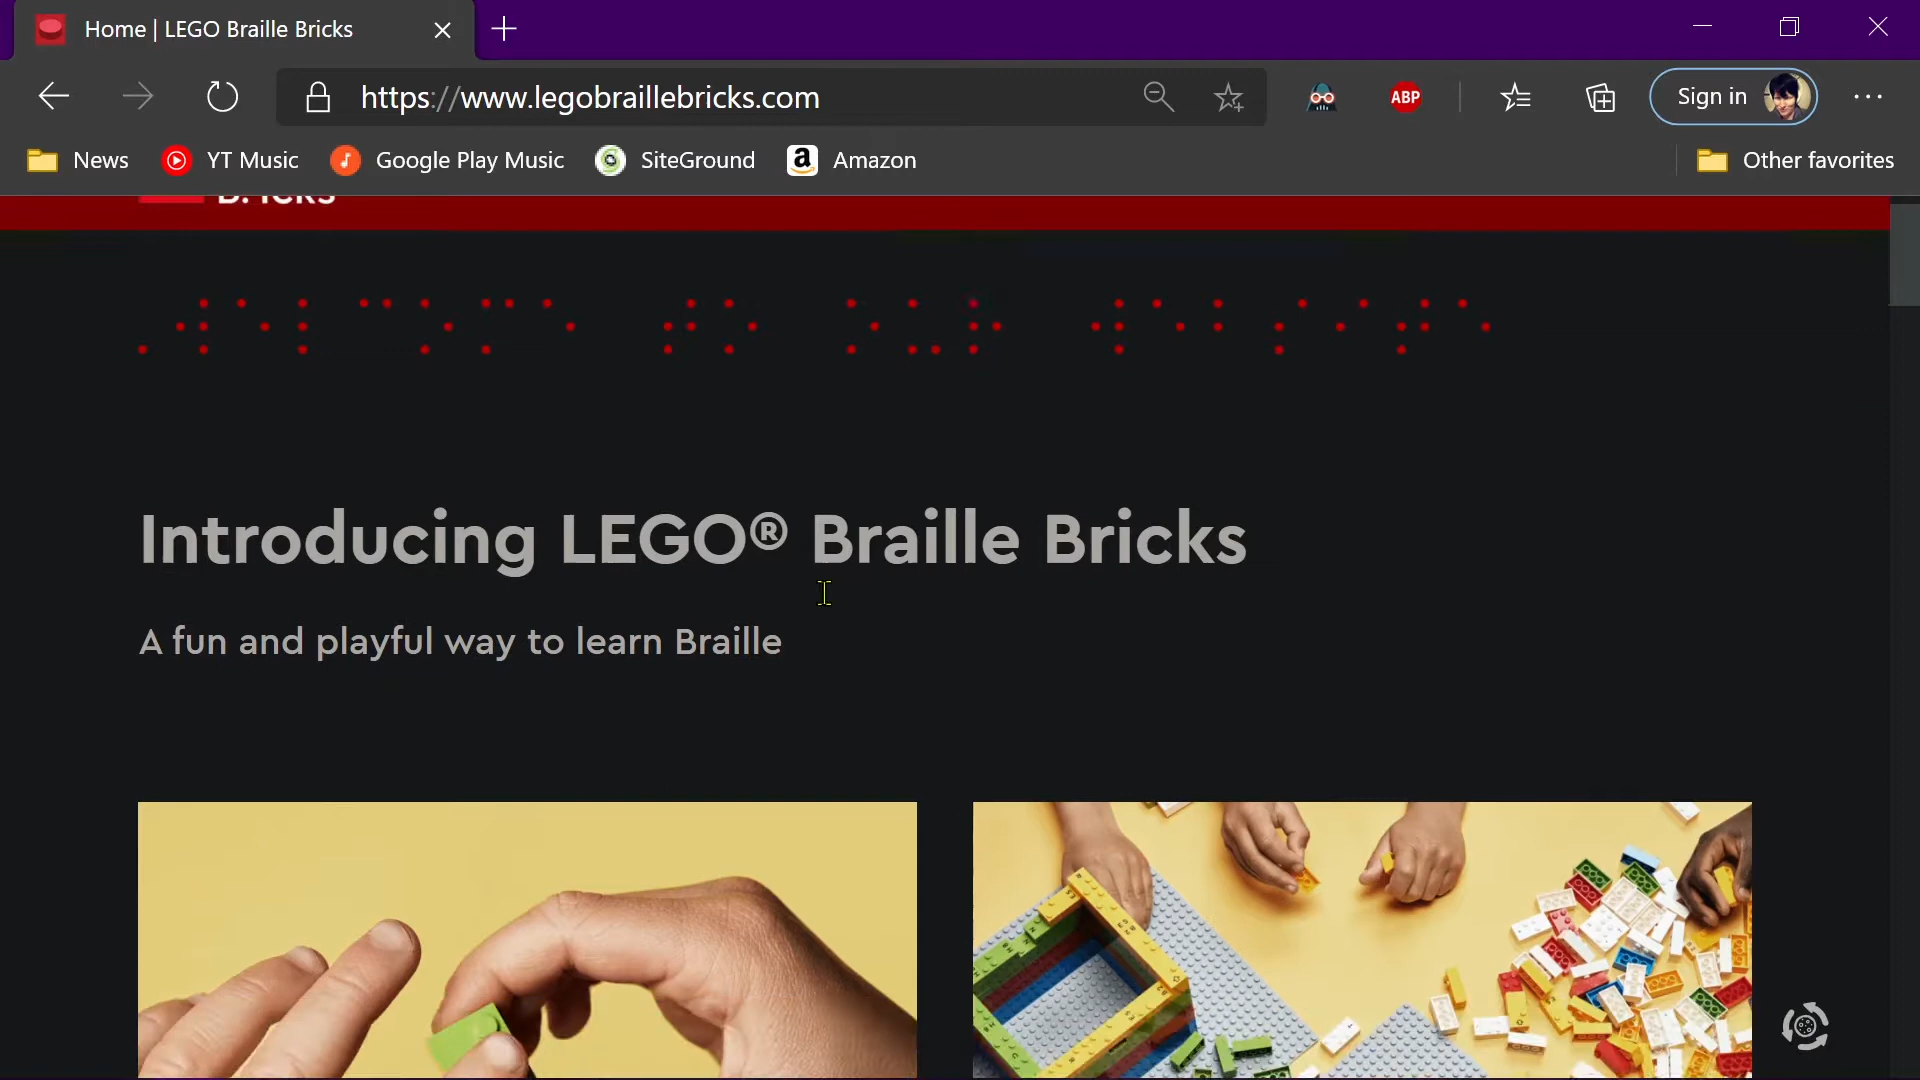 Home | LEGO Braille Bricks
https://www.legobraillebricks.com
ABP
Sign in
News
YT Music
Google Play Music
SiteGround
a Amazon
Other favorites
⠠⠺⠑⠇⠉⠕⠍⠑ ⠞⠕ ⠕⠥⠗ ⠺⠑⠃⠎⠊⠞⠑
Introducing LEGO® Braille Bricks
A fun and playful way to learn Braille